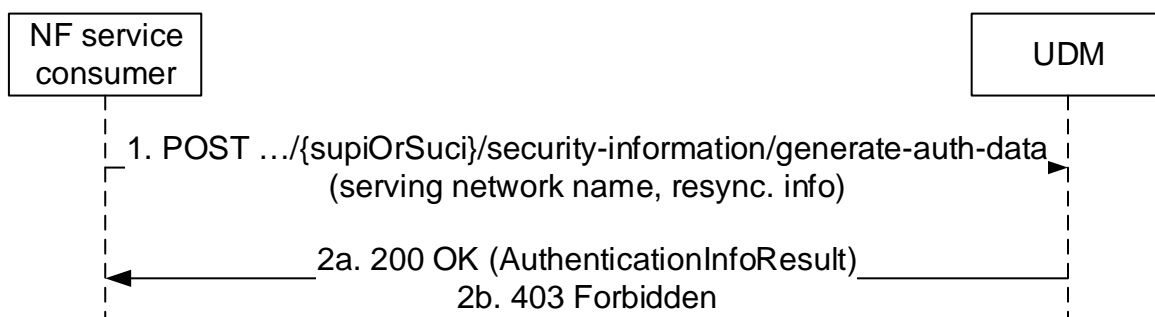 NF service
consumer
UDM
1. POST …/{supiOrSuci}/security-information/generate-auth-data
(serving network name, resync. info)
2a. 200 OK (AuthenticationInfoResult)
2b. 403 Forbidden